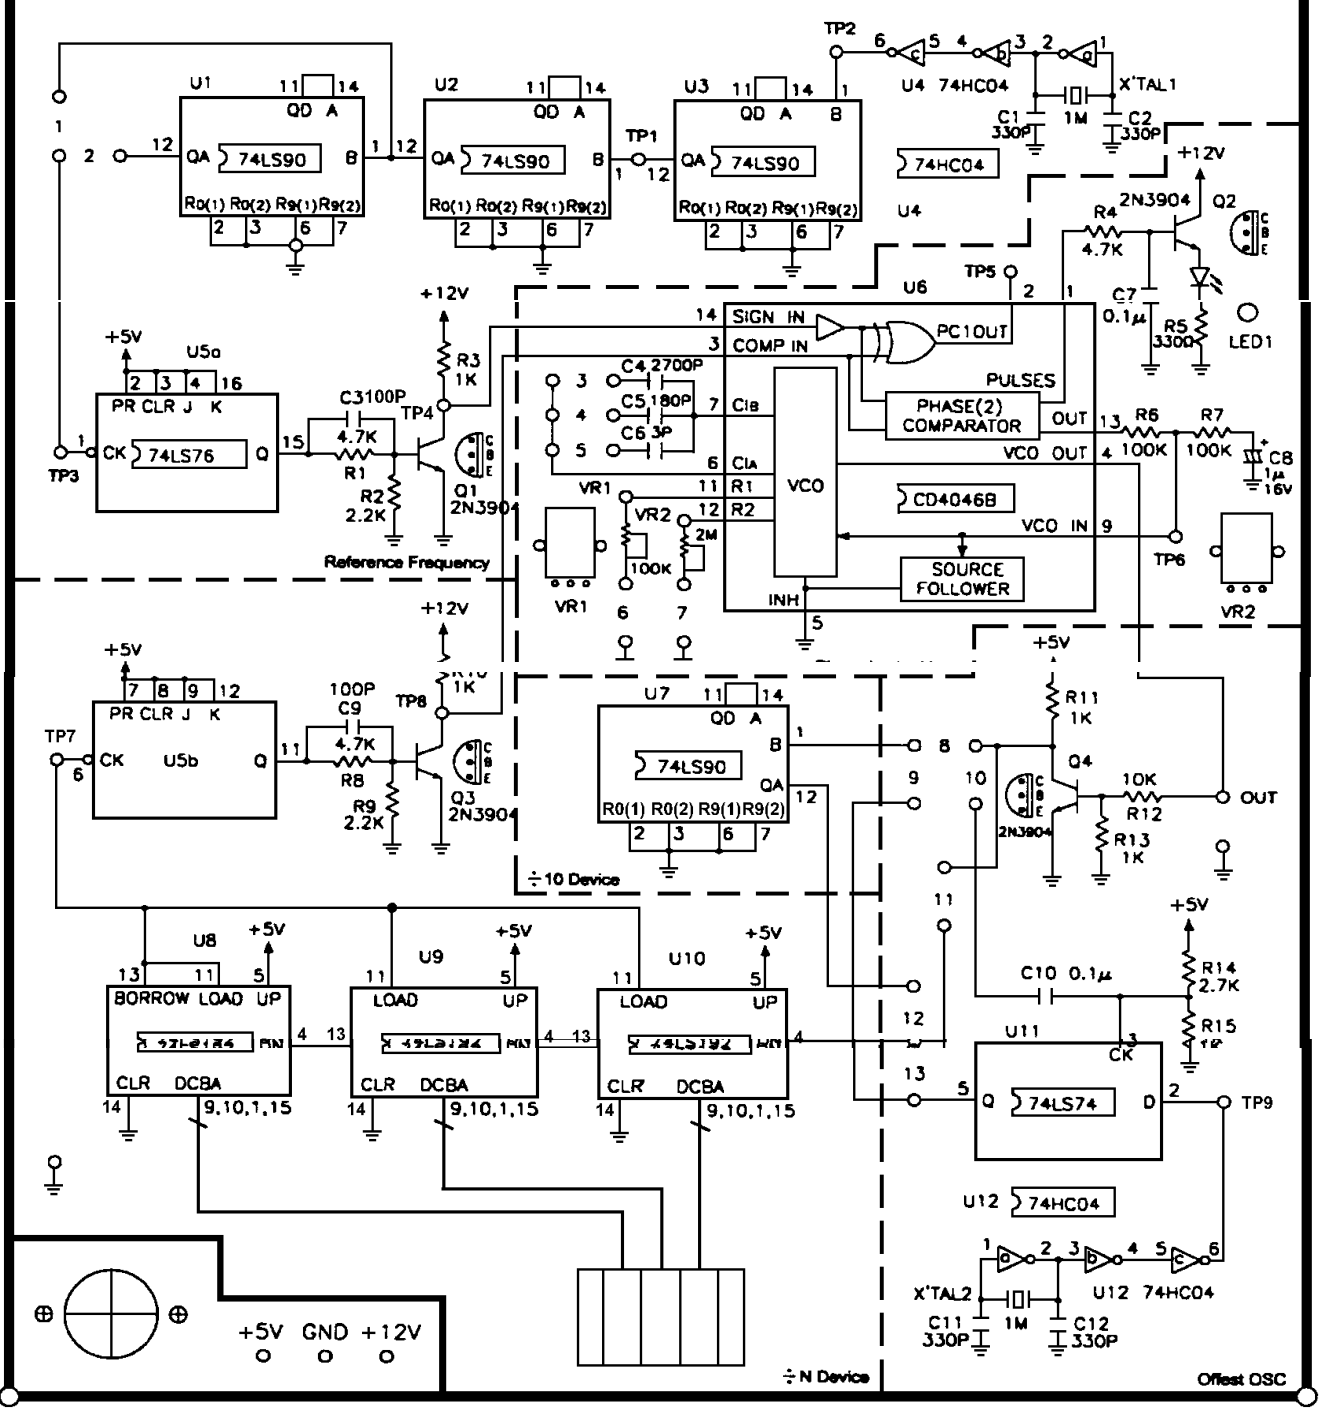 TP2
6 c 5 4 b 3 2 a 1
U4 74HC04
X'TAL1
C1 330P 1M C2 330P
U1 11 14
QD A
12 QA 74LS90 B 1
R0(1) R0(2) R9(1) R9(2)
2 3 6 7
1
2
U2 11 14
QD A
12 QA 74LS90 B 1
R0(1) R0(2) R9(1) R9(2)
2 3 6 7
TP1
U3 11 14 1
QD A B
12 QA 74LS90
R0(1) R0(2) R9(1) R9(2)
2 3 6 7
74HC04
U4
+12V
2N3904 Q2
C
B
E
R4
4.7K
C7
0.1μ
R5
330Ω
LED1
TP5
U6
2 1
14 SIGN IN
3 COMP IN
PC1OUT
PULSES
PHASE(2)
COMPARATOR
OUT 13
VCO OUT 4
7 CIB
6 CIA
11 R1
12 R2
VCO
CD4046B
VCO IN 9
SOURCE
FOLLOWER
INH
5
R6
100K
R7
100K
+
C8
1μ
16V
TP6
VR2
3 C4 2700P
4 C5 180P
5 C6 3P
VR1
VR2
2M
100K
VR1
6 7
+12V
R3
1K
+5V
U5a
2 3 4 16
PR CLR J K
1 CK 74LS76 Q 15
TP3
C3 100P
4.7K
R1
R2
2.2K
TP4
C
B
E
Q1
2N3904
Reference Frequency
+12V
1K
+5V
7 8 9 12
PR CLR J K
TP7
6 CK U5b Q 11
100P
C9
4.7K
R8
R9
2.2K
TP8
C
B
E
Q3
2N3904
U7 11 14
QD A
B 1
74LS90
QA 12
R0(1) R0(2) R9(1) R9(2)
2 3 6 7
÷10 Device
+5V
R11
1K
8
9 10
Q4
C
B
E
2N3904
10K
R12
R13
1K
OUT
11
12
13
+5V
R14
2.7K
R15
C10 0.1μ
U11
3
CK
5 Q 74LS74 D 2
TP9
U12 74HC04
1 a 2 3 b 4 5 c 6
X'TAL2
U12 74HC04
C11 330P 1M C12 330P
Offest OSC
U8
+5V
13 11 5
BORROW LOAD UP
4
CLR DCBA
14 9,10,1,15
U9
+5V
11 5
LOAD UP
13 4
CLR DCBA
14 9,10,1,15
U10
+5V
11 5
LOAD UP
13 4
CLR DCBA
14 9,10,1,15
÷N Device
+5V GND +12V